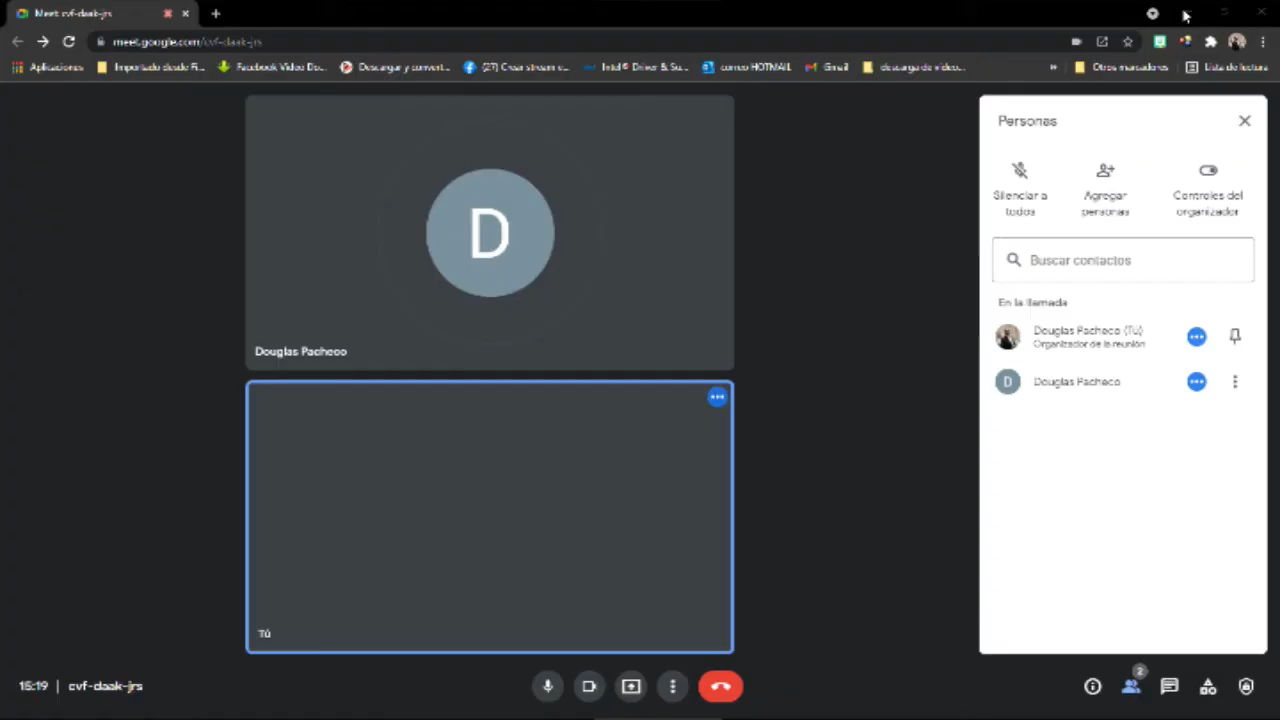 Meet cvf-daak-jrs
meet.google.com/cvf-daak-jrs
Aplicaciones
Importado desde Fi...
Facebook Video Do...
Descargar y convert...
(27) Crear stream e...
Intel® Driver & Su...
correo HOTMAIL
Gmail
descarga de video...
»
Otros marcadores
Lista de lectura
D
Douglas Pacheco
Tú
Personas
Silenciar a
todos
Agregar
personas
Controles del
organizador
Buscar contactos
En la llamada
Douglas Pacheco (Tú)
Organizador de la reunión
D
Douglas Pacheco
15:19 | cvf-daak-jrs
2